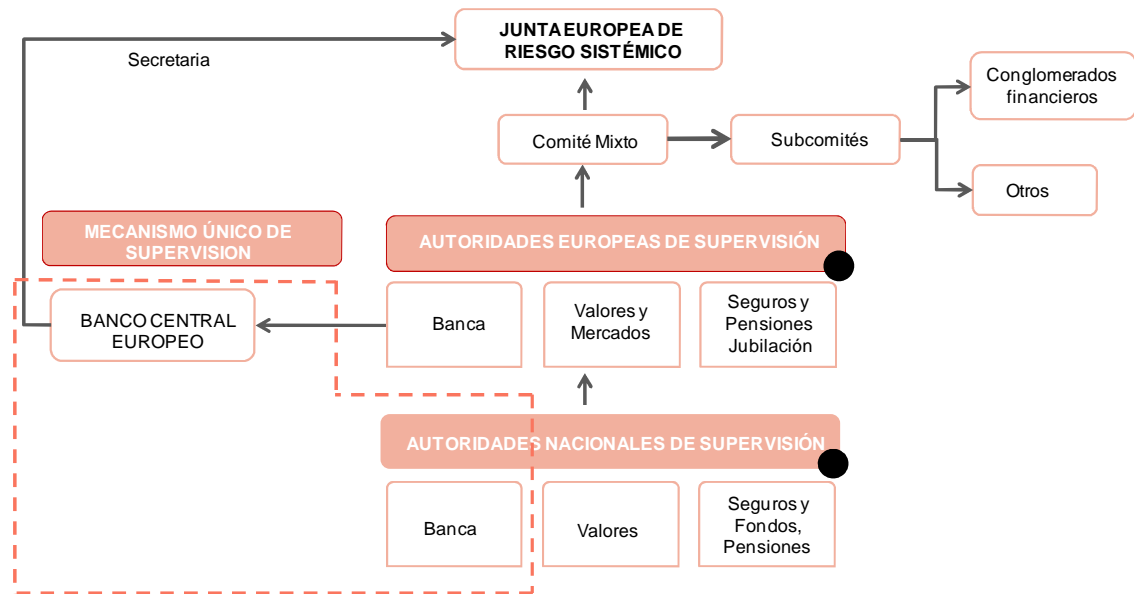 JUNTA EUROPEA DE
RIESGO SISTÉMICO
Secretaria
Conglomerados
financieros
Comité Mixto
Subcomités
Otros
MECANISMO ÚNICO DE
SUPERVISION
AUTORIDADES EUROPEAS DE SUPERVISIÓN
BANCO CENTRAL
EUROPEO
Banca
Valores y
Mercados
Seguros y
Pensiones
Jubilación
AUTORIDADES NACIONALES DE SUPERVISIÓN
Banca
Valores
Seguros y
Fondos,
Pensiones